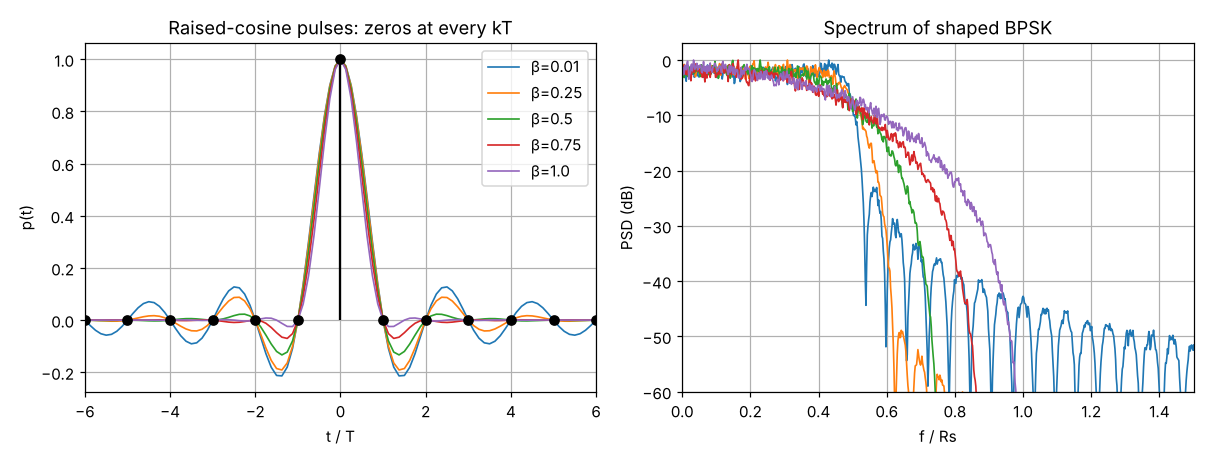 Raised-cosine pulses: zeros at every kT
p(t)
1.0
0.8
0.6
0.4
0.2
0.0
−0.2
β=0.01
β=0.25
β=0.5
β=0.75
β=1.0
−6 −4 −2 0 2 4 6
t / T
Spectrum of shaped BPSK
PSD (dB)
0
−10
−20
−30
−40
−50
−60
0.0 0.2 0.4 0.6 0.8 1.0 1.2 1.4
f / Rs